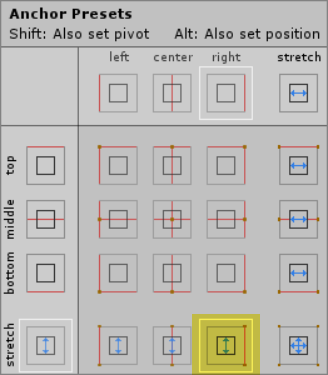 Anchor Presets
Shift: Also set pivot Alt: Also set position
left center right stretch
top
middle
bottom
stretch